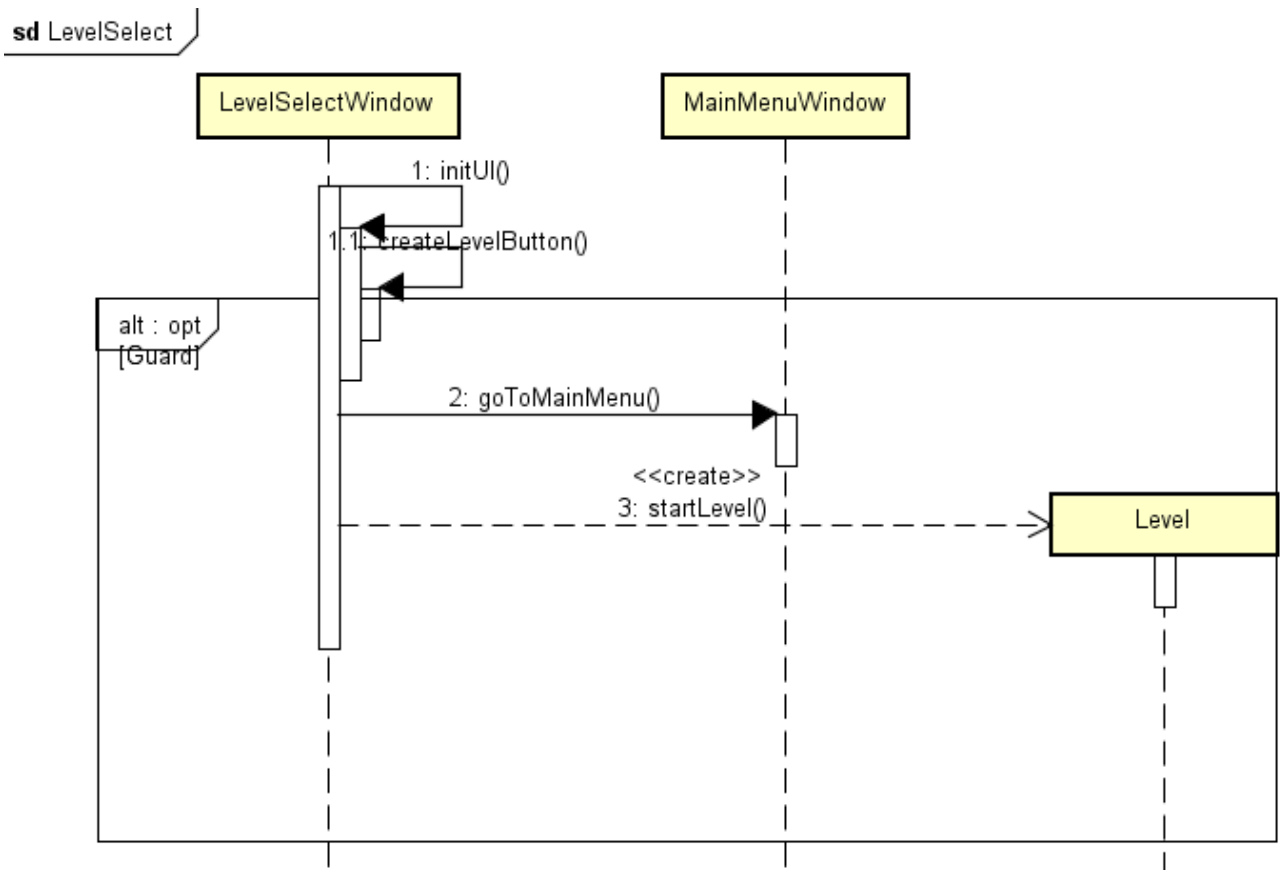 sd LevelSelect
LevelSelectWindow
MainMenuWindow
1: initUI()
1.1: createLevelButton()
alt : opt
[Guard]
2: goToMainMenu()
<<create>>
3: startLevel()
Level